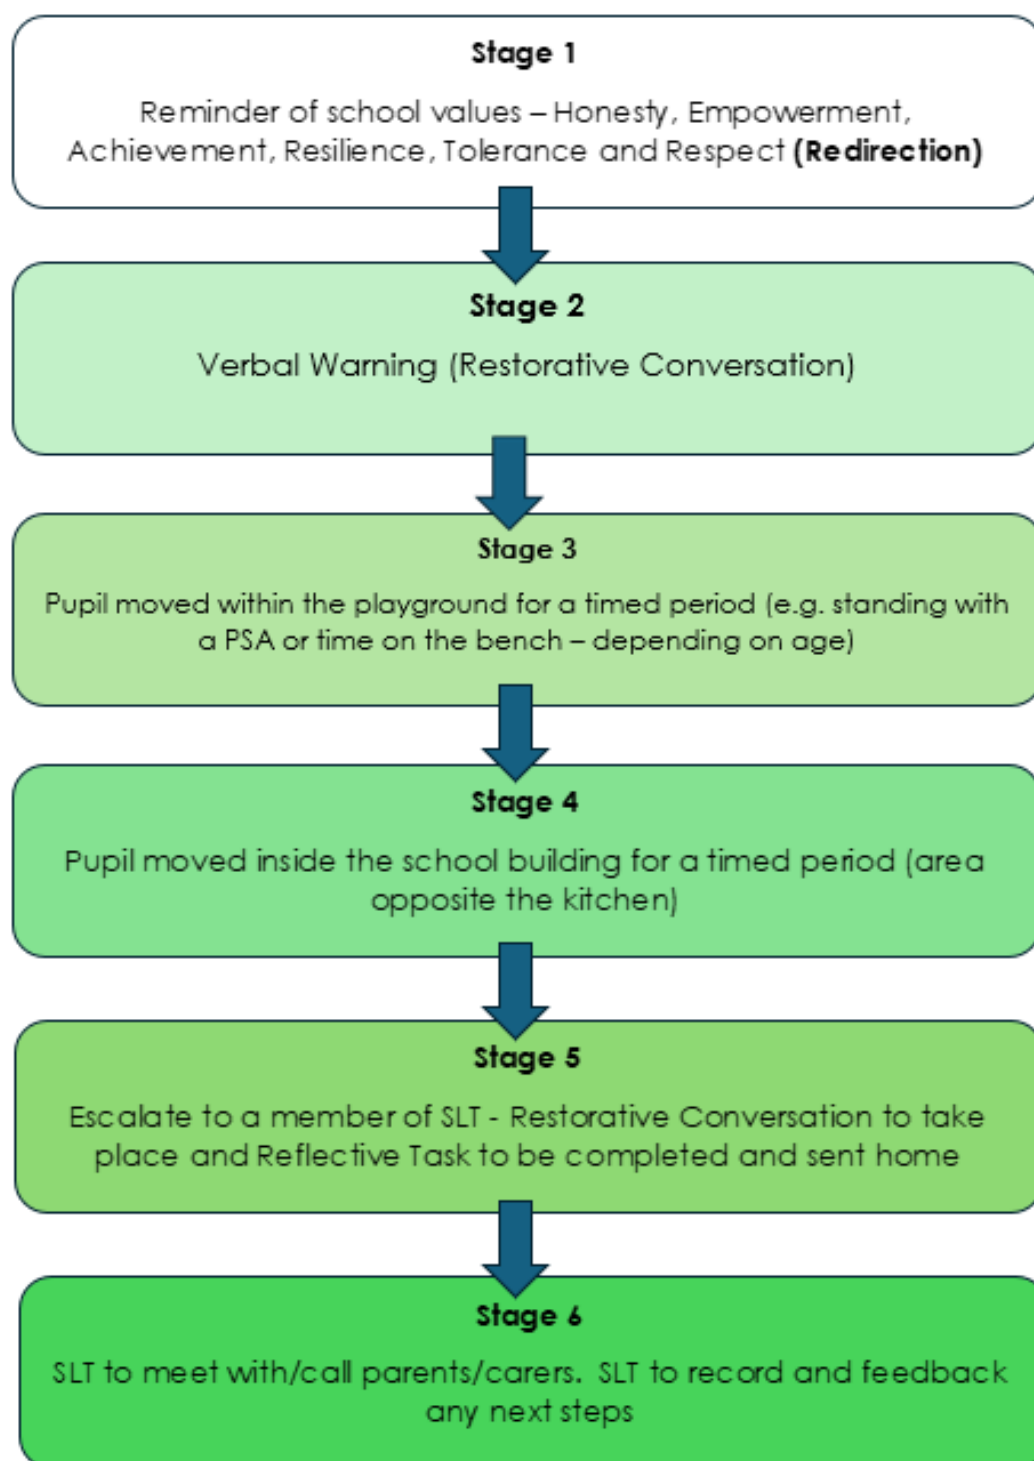 Stage 1
Reminder of school values – Honesty, Empowerment,
Achievement, Resilience, Tolerance and Respect (Redirection)
Stage 2
Verbal Warning (Restorative Conversation)
Stage 3
Pupil moved within the playground for a timed period (e.g. standing with
a PSA or time on the bench – depending on age)
Stage 4
Pupil moved inside the school building for a timed period (area
opposite the kitchen)
Stage 5
Escalate to a member of SLT - Restorative Conversation to take
place and Reflective Task to be completed and sent home
Stage 6
SLT to meet with/call parents/carers. SLT to record and feedback
any next steps